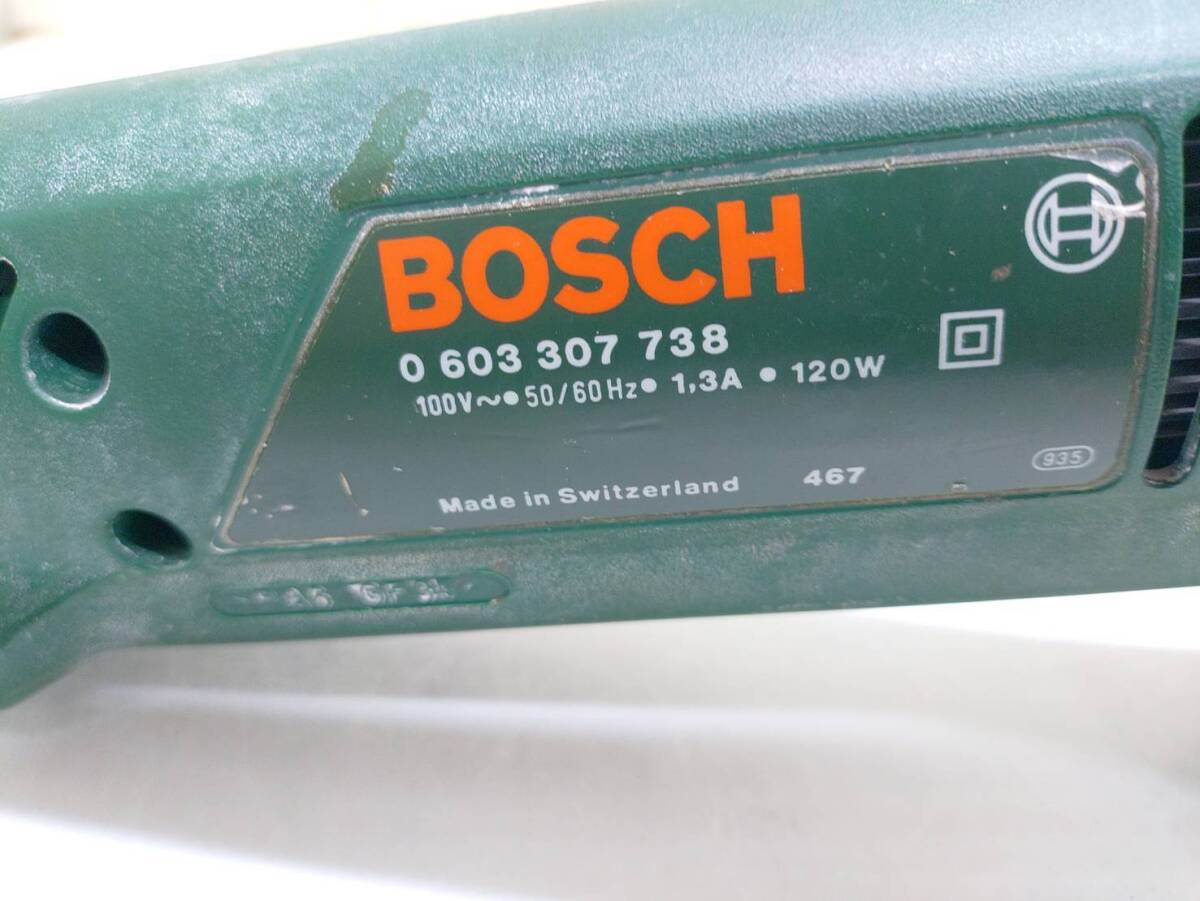 BOSCH
0 603 307 738
100V~● 50/60Hz● 1,3A ● 120W
Made in Switzerland 467
935